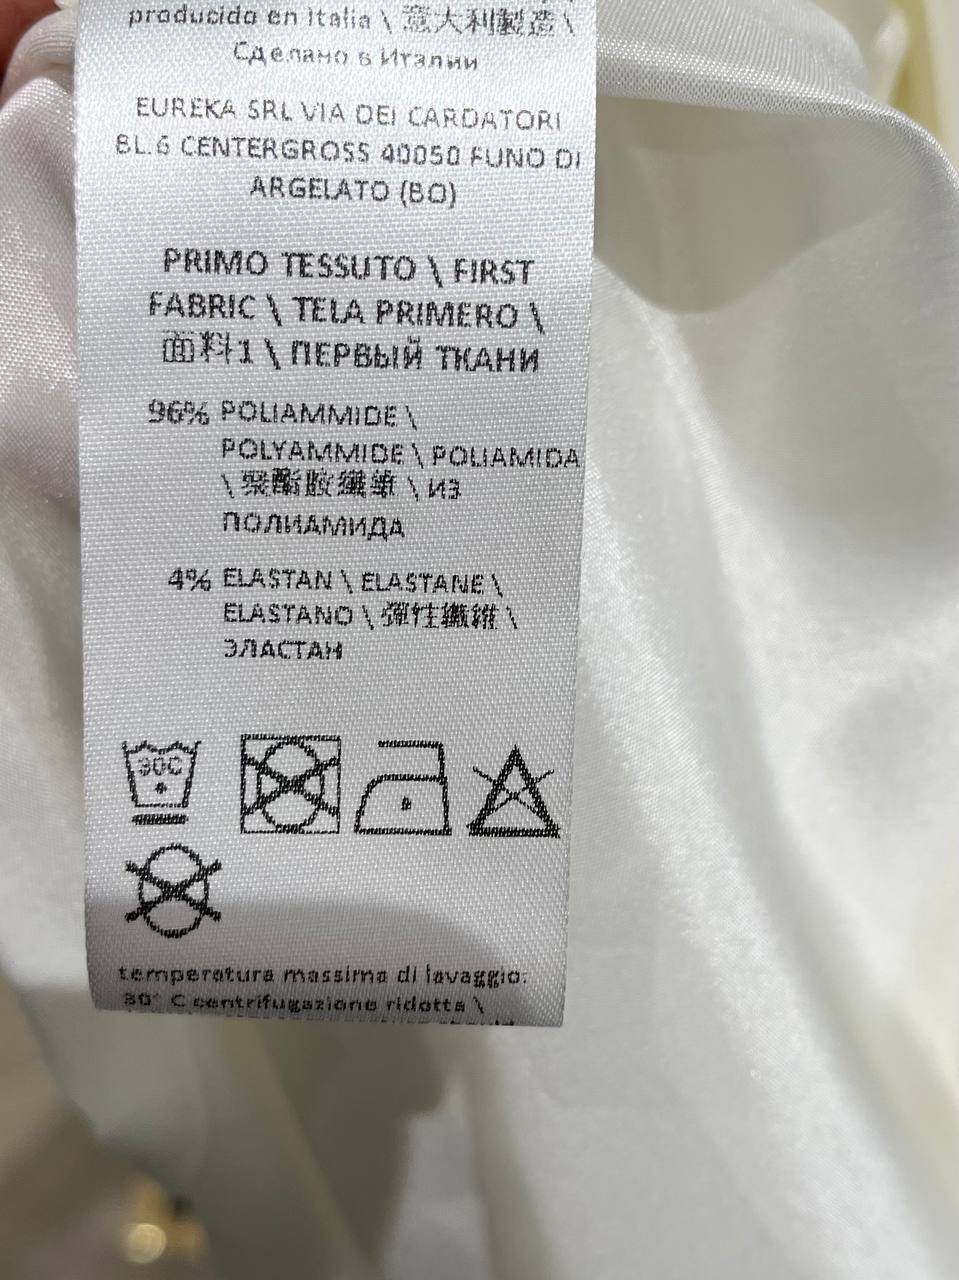 producido en Italia \ 意大利製造 \
Сделано в Италии
EUREKA SRL VIA DEI CARDATORI
BL.6 CENTERGROSS 40050 FUNO DI
ARGELATO (BO)
PRIMO TESSUTO \ FIRST
FABRIC \ TELA PRIMERO \
面料1 \ ПЕРВЫЙ ТКАНИ
96% POLIAMMIDE \
POLYAMMIDE \ POLIAMIDA
\ 聚酯胺纖維 \ ИЗ
ПОЛИАМИДА
4% ELASTAN \ ELASTANE \
ELASTANO \ 彈性纖維 \
ЭЛАСТАН
30C
temperatura massima di lavaggio:
30° C centrifugazione ridotta \